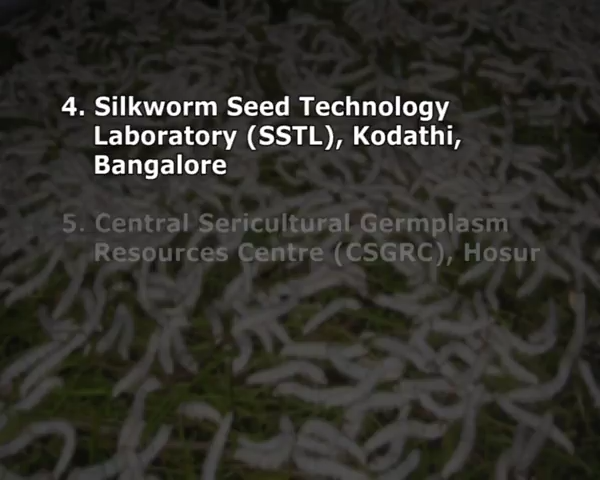 4. Silkworm Seed Technology
Laboratory (SSTL), Kodathi,
Bangalore
5. Central Sericultural Germplasm
Resources Centre (CSGRC), Hosur